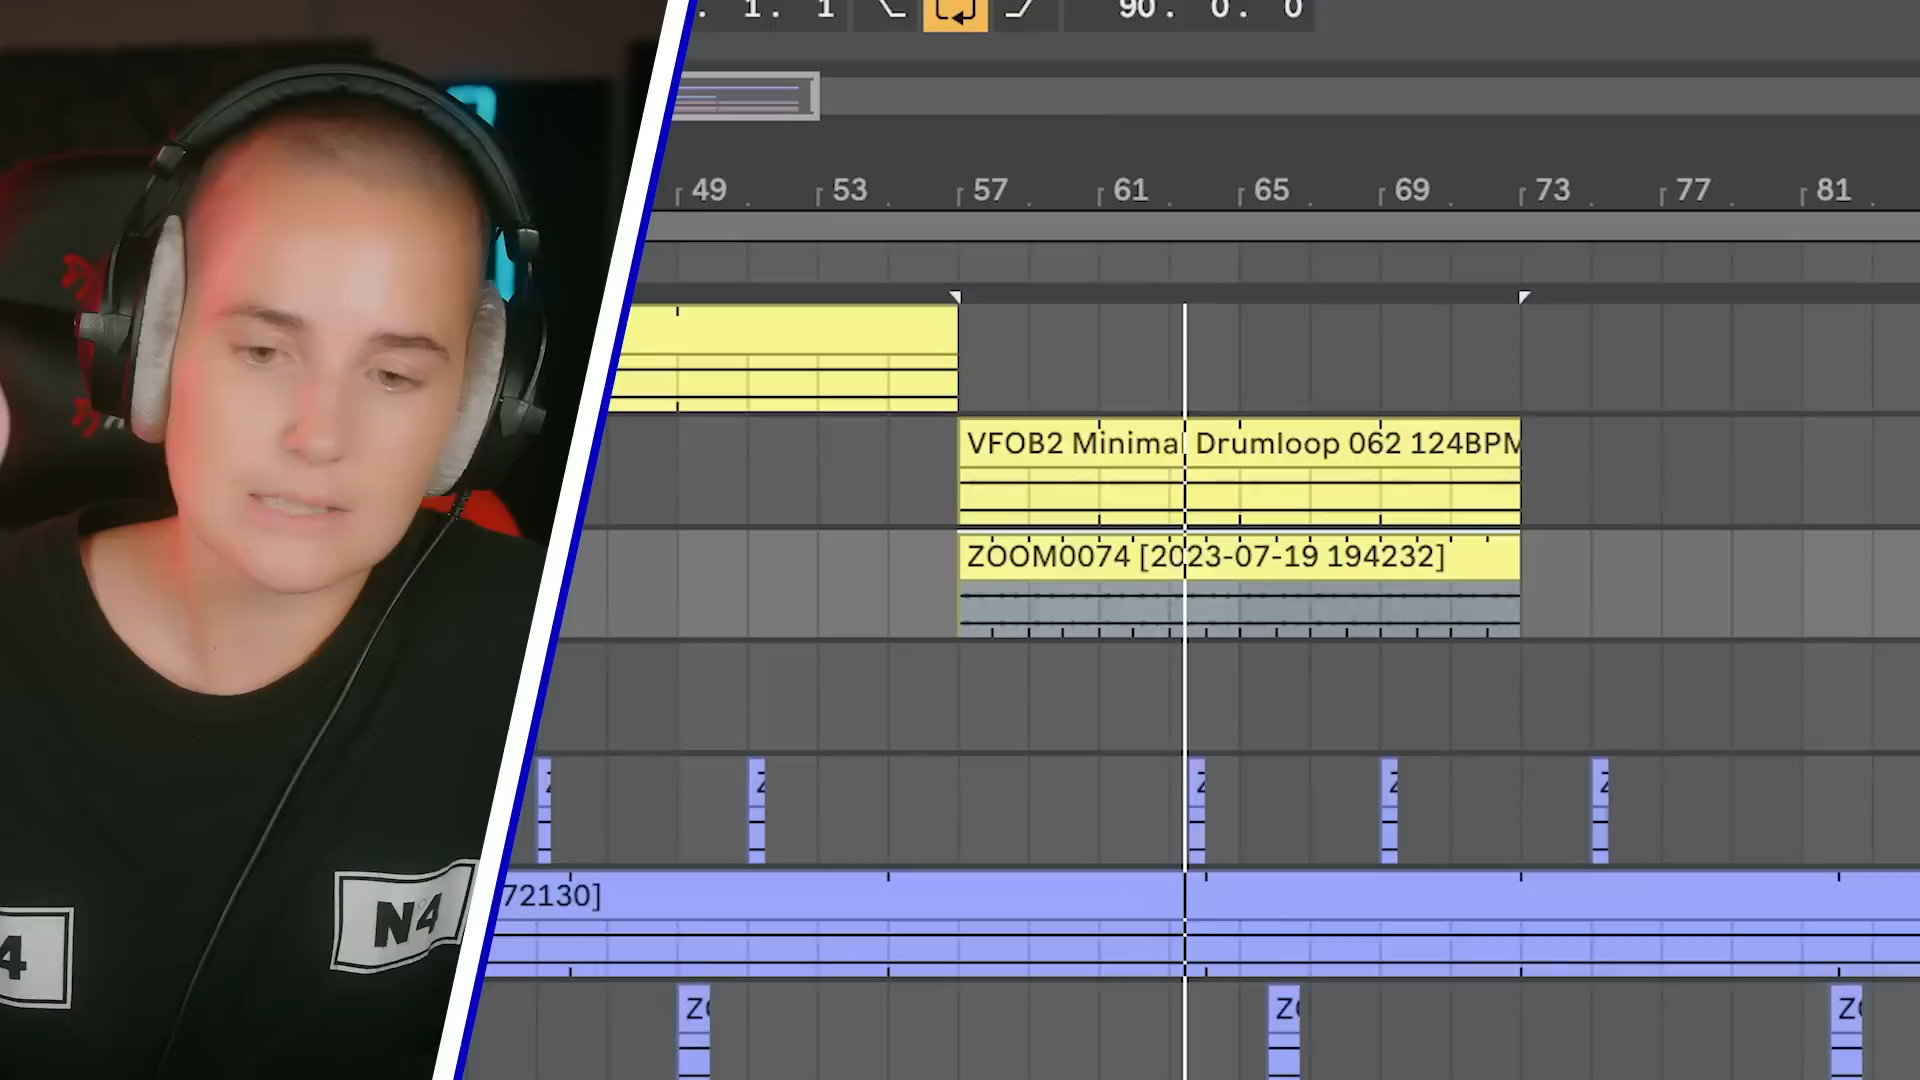 1. 1. 1 90. 0. 0
49 53 57 61 65 69 73 77 81
VFOB2 Minimal Drumloop 062 124BPM
ZOOM0074 [2023-07-19 194232]
Z Z Z Z Z
72130]
N4
4
Z Z Z